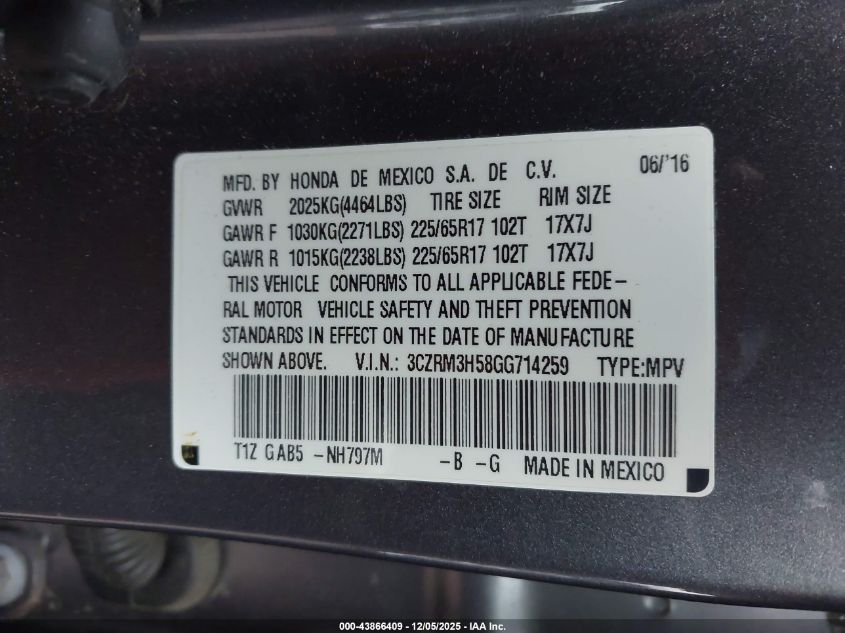 MFD. BY HONDA DE MEXICO S.A. DE C.V. 06/'16
GVWR 2025KG(4464LBS) TIRE SIZE RIM SIZE
GAWR F 1030KG(2271LBS) 225/65R17 102T 17X7J
GAWR R 1015KG(2238LBS) 225/65R17 102T 17X7J
THIS VEHICLE CONFORMS TO ALL APPLICABLE FEDE-
RAL MOTOR VEHICLE SAFETY AND THEFT PREVENTION
STANDARDS IN EFFECT ON THE DATE OF MANUFACTURE
SHOWN ABOVE. V.I.N.: 3CZRM3H58GG714259 TYPE:MPV
T1Z GAB5 -NH797M -B -G MADE IN MEXICO
000-43866409 - 12/05/2025 - IAA Inc.